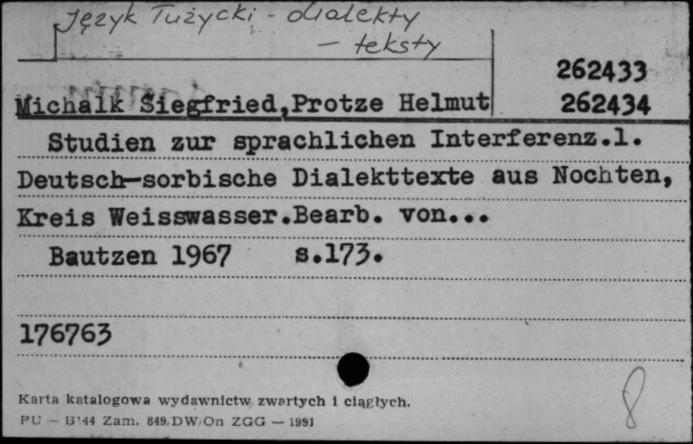 Język Łużycki - dialekty
- teksty
262433
Michalk Siegfried,Protze Helmut 262434
Studien zur sprachlichen Interferenz.1.
Deutsch-sorbische Dialekttexte aus Nochten,
Kreis Weisswasser.Bearb. von...
Bautzen 1967 s.173.
176763
Karta katalogowa wydawnictw zwartych i ciągłych.
PU - B'44 Zam. 849.DW/On ZGG - 1991
8